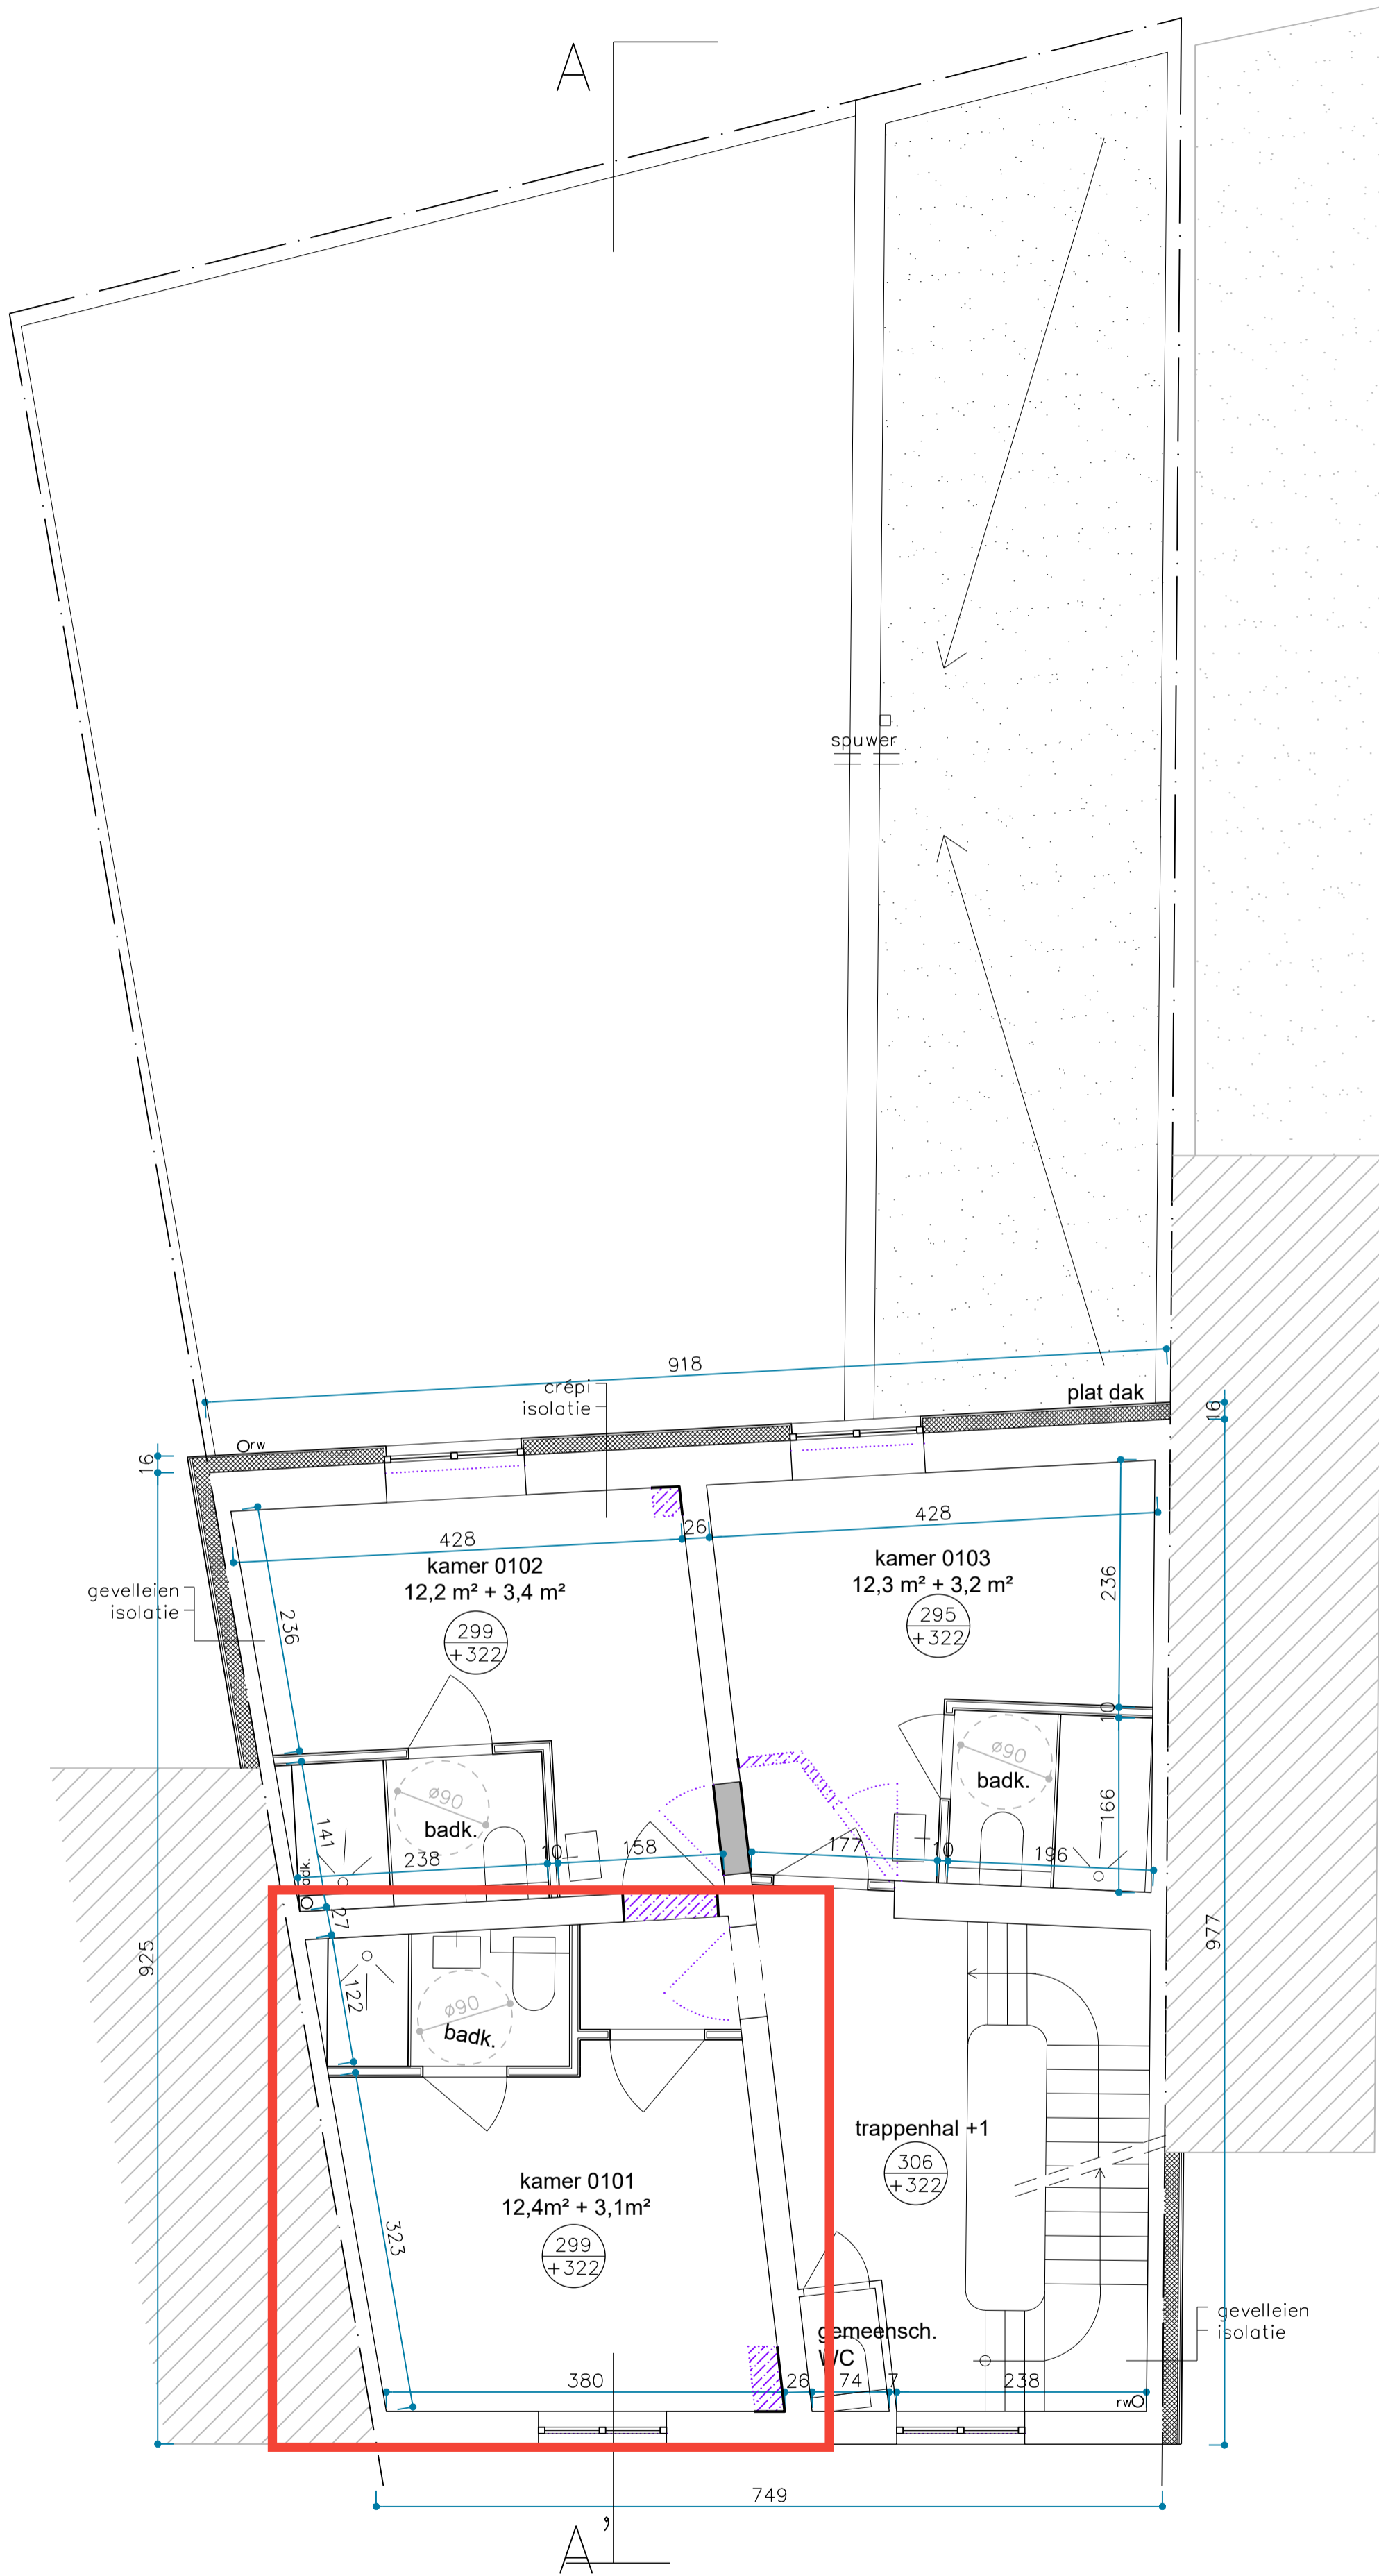 A
spuwer
918
crépi
isolatie
plat dak
16
rw
16
428
26
428
kamer 0102
12,2 m² + 3,4 m²
299
+322
kamer 0103
12,3 m² + 3,2 m²
295
+322
gevelleien
isolatie
236
236
10
ø90
badk.
ø90
badk.
166
141
238
10
158
177
10
196
adk.
27
925
977
122
ø90
badk.
trappenhal +1
306
+322
kamer 0101
12,4m² + 3,1m²
299
+322
323
gevelleien
isolatie
gemeensch.
WC
380
26
74
7
238
rw
749
A'